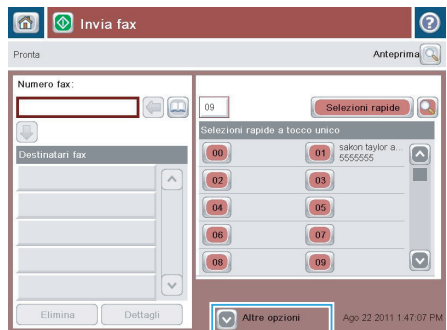 Invia fax
?
Pronta
Anteprima
Numero fax:
09
Selezioni rapide
Selezioni rapide a tocco unico
00
01 sakon taylor a...
5555555
Destinatari fax
02
03
04
05
06
07
08
09
Elimina
Dettagli
Altre opzioni.
Ago 22 2011 1:47:07 PM